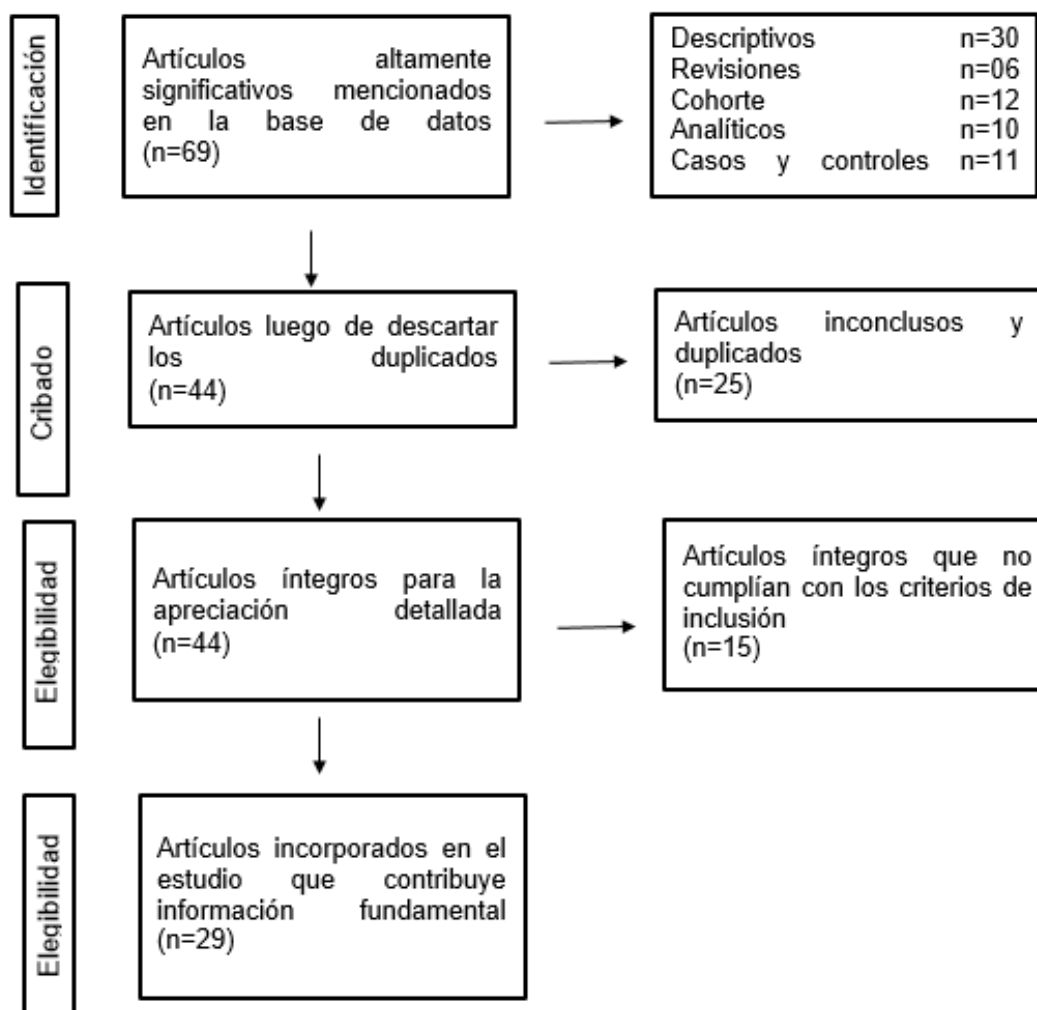 Identificación
Artículos altamente
significativos mencionados
en la base de datos
(n=69)
Descriptivos n=30
Revisiones n=06
Cohorte n=12
Analíticos n=10
Casos y controles n=11
Cribado
Artículos luego de descartar
los duplicados
(n=44)
Artículos inconclusos y
duplicados
(n=25)
Elegibilidad
Artículos íntegros para la
apreciación detallada
(n=44)
Artículos íntegros que no
cumplían con los criterios de
inclusión
(n=15)
Elegibilidad
Artículos incorporados en el
estudio que contribuye
información fundamental
(n=29)